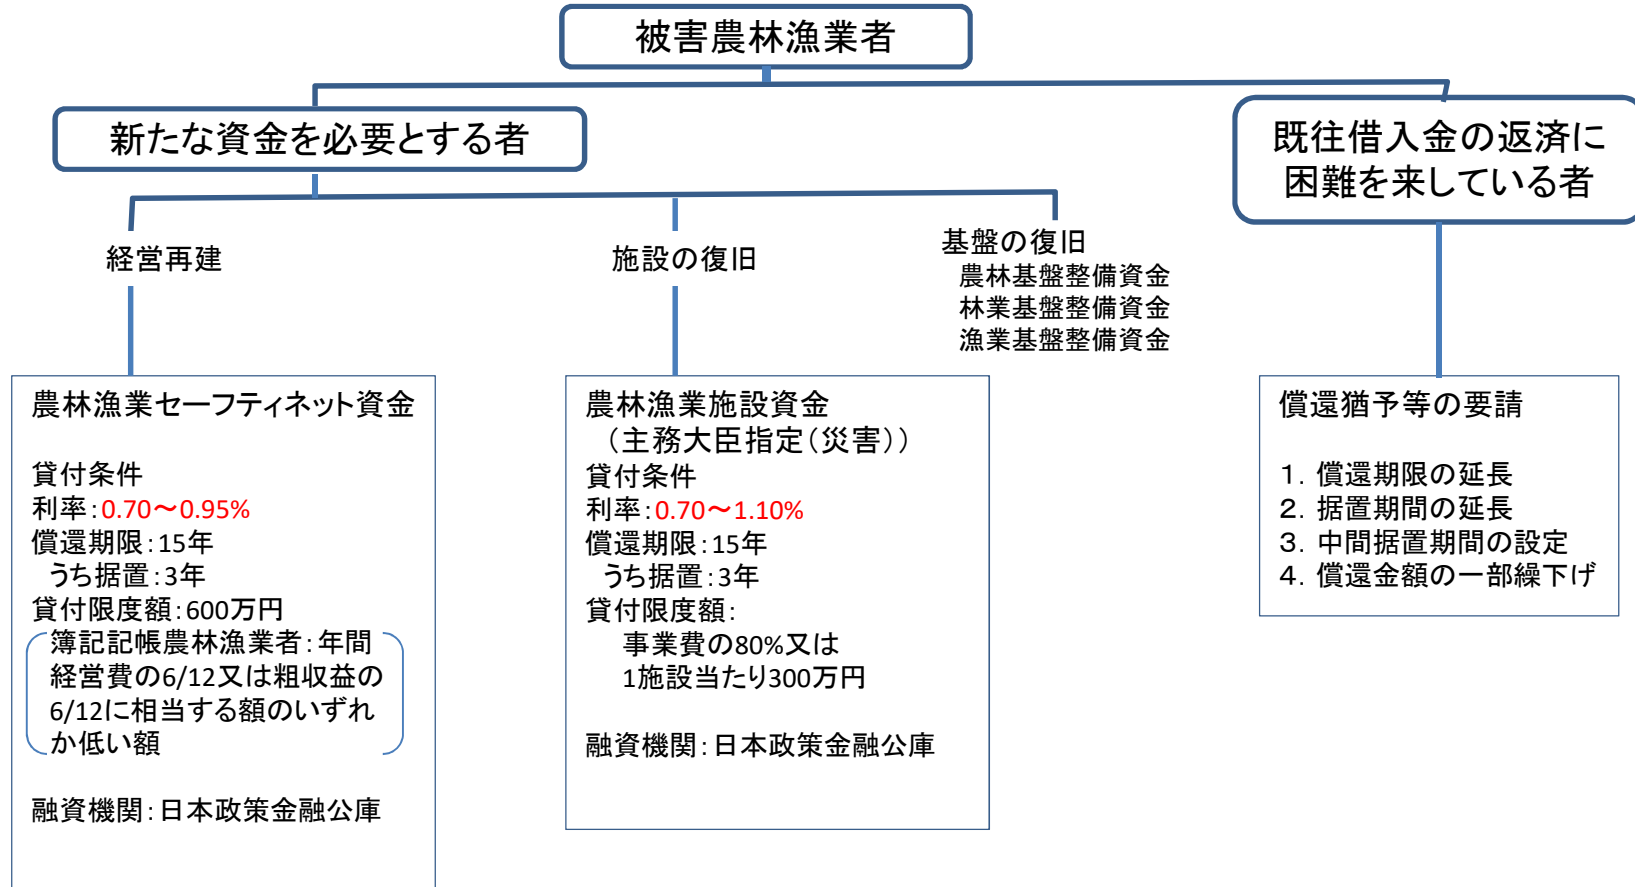 被害農林漁業者
新たな資金を必要とする者
既往借入金の返済に
困難を来している者
経営再建
施設の復旧
基盤の復旧
農林基盤整備資金
林業基盤整備資金
漁業基盤整備資金
農林漁業セーフティネット資金
貸付条件
利率:0.70~0.95%
償還期限:15年
うち据置:3年
貸付限度額:600万円
簿記記帳農林漁業者:年間
経営費の6/12又は粗収益の
6/12に相当する額のいずれ
か低い額
融資機関:日本政策金融公庫
農林漁業施設資金
(主務大臣指定(災害))
貸付条件
利率:0.70~1.10%
償還期限:15年
うち据置:3年
貸付限度額:
事業費の80%又は
1施設当たり300万円
融資機関:日本政策金融公庫
償還猶予等の要請
1.償還期限の延長
2.据置期間の延長
3.中間据置期間の設定
4.償還金額の一部繰下げ